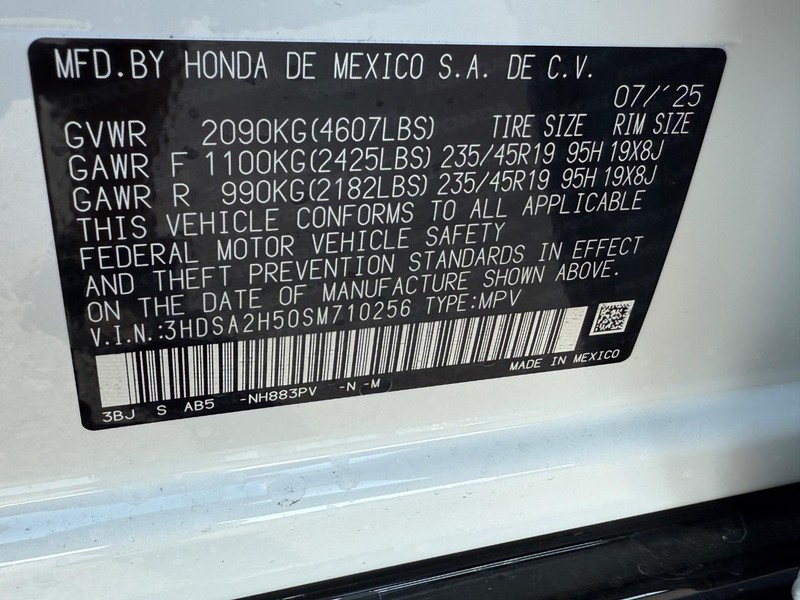 MFD.BY HONDA DE MEXICO S.A. DE C.V.
07/´25
GVWR 2090KG(4607LBS) TIRE SIZE RIM SIZE
GAWR F 1100KG(2425LBS) 235/45R19 95H 19X8J
GAWR R 990KG(2182LBS) 235/45R19 95H 19X8J
THIS VEHICLE CONFORMS TO ALL APPLICABLE
FEDERAL MOTOR VEHICLE SAFETY
AND THEFT PREVENTION STANDARDS IN EFFECT
ON THE DATE OF MANUFACTURE SHOWN ABOVE.
V.I.N.:3HDSA2H50SM710256 TYPE:MPV
MADE IN MEXICO
3BJ S AB5 -NH883PV -N -M